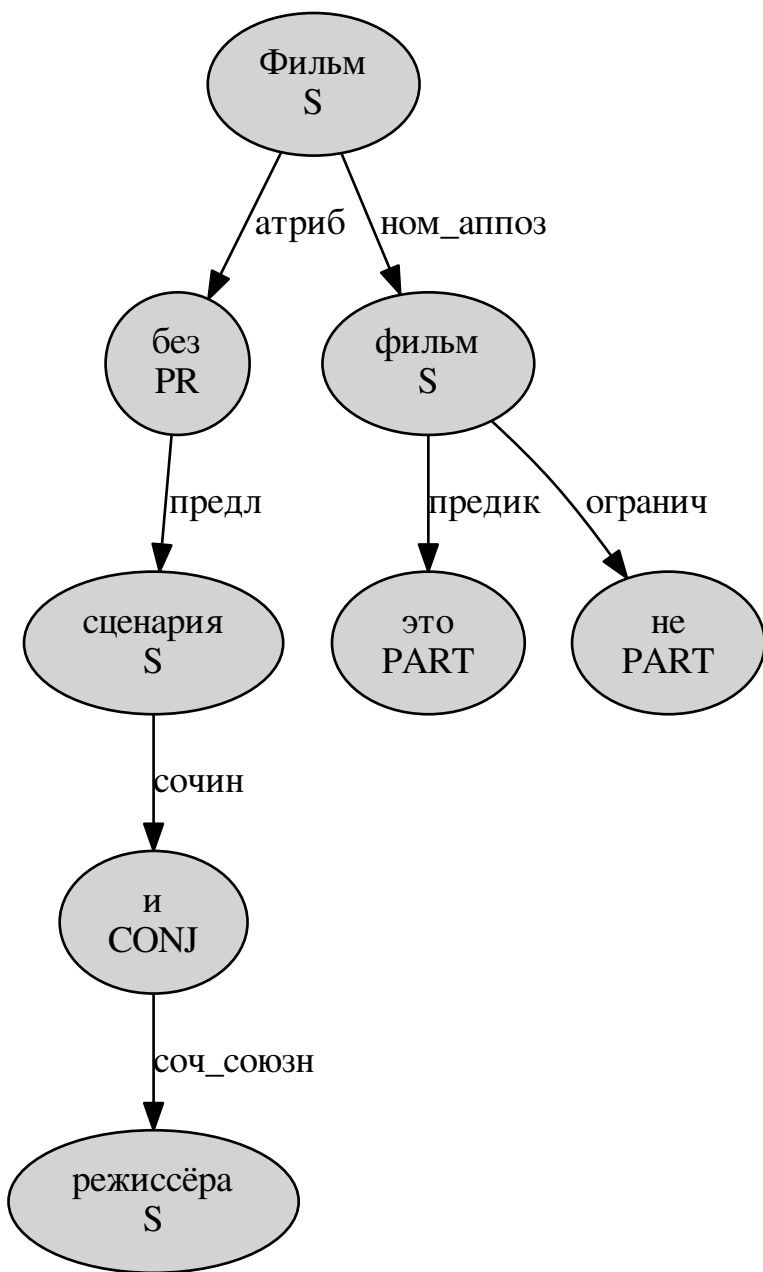 Фильм
S
атриб
ном_аппоз
без
PR
фильм
S
предл
предик
огранич
сценария
S
это
PART
не
PART
сочин
и
CONJ
соч_союзн
режиссёра
S